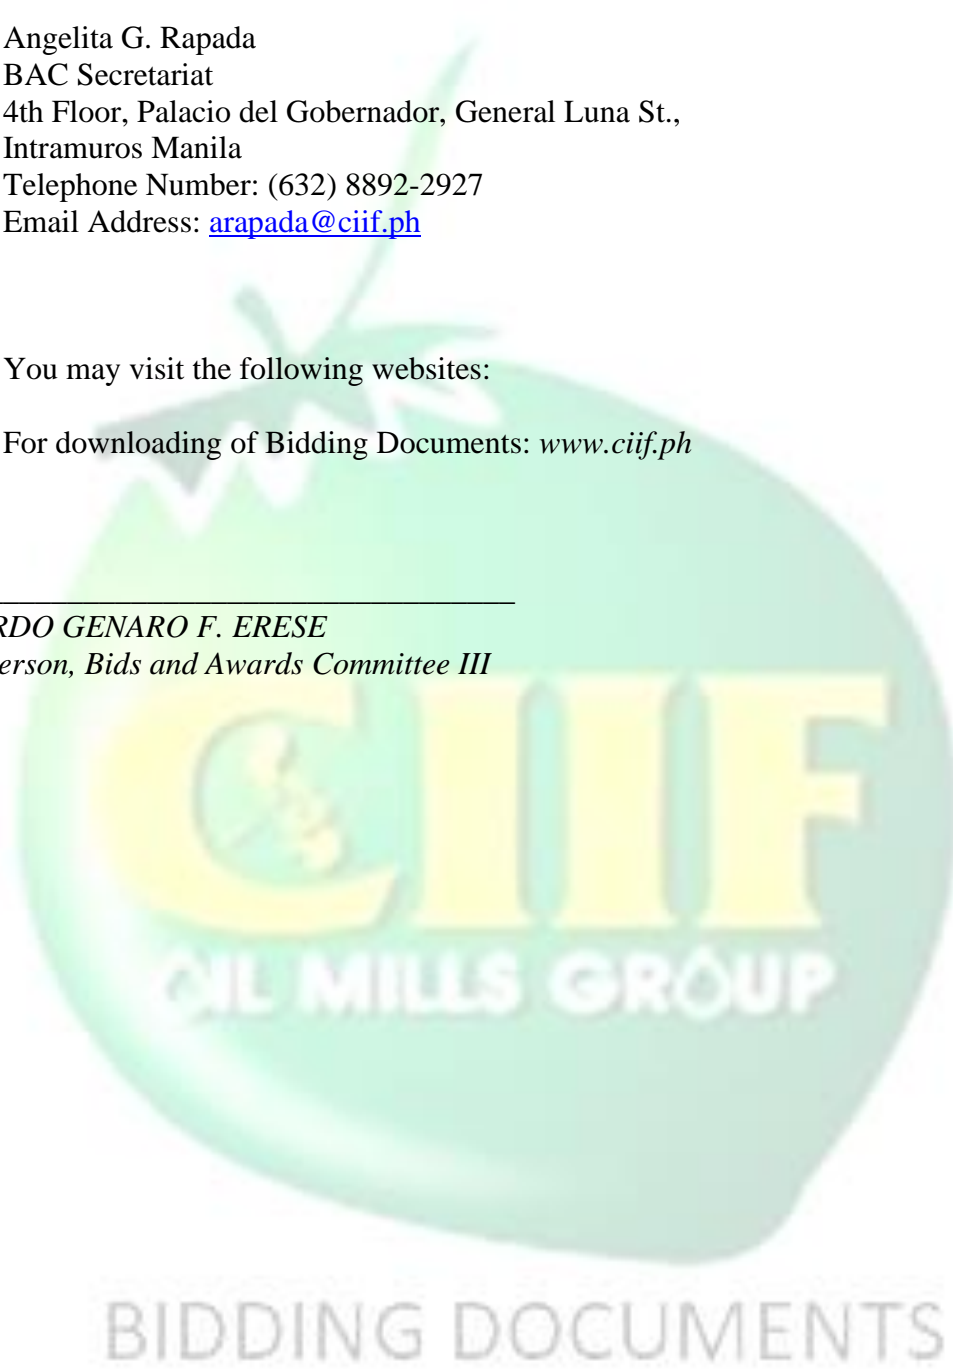 Angelita G. Rapada
BAC Secretariat
4th Floor, Palacio del Gobernador, General Luna St.,
Intramuros Manila
Telephone Number: (632) 8892-2927
Email Address: arapada@ciif.ph
You may visit the following websites:
For downloading of Bidding Documents: www.ciif.ph
GENARO F. ERESE
Bids and Awards Committee III
CIIF
OIL MILLS GROUP
BIDDING DOCUMENTS